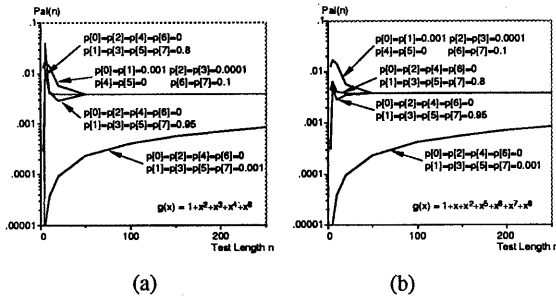 Pal(n)
p[0]=p[2]=p[4]=p[6]=0
p[1]=p[3]=p[5]=p[7]=0.8
p[0]=p[1]=0.001 p[2]=p[3]=0.0001
p[4]=p[5]=0 p[6]=p[7]=0.1
p[0]=p[2]=p[4]=p[6]=0
p[1]=p[3]=p[5]=p[7]=0.95
p[0]=p[2]=p[4]=p[6]=0
p[1]=p[3]=p[5]=p[7]=0.001
g(x) = 1+x²+x³+x⁴+x⁸
.1
.01
.001
.0001
.00001
0
100
200
Test Length n
(a)
Pal(n)
p[0]=p[1]=0.001 p[2]=p[3]=0.0001
p[4]=p[5]=0 p[6]=p[7]=0.1
p[0]=p[2]=p[4]=p[6]=0
p[1]=p[3]=p[5]=p[7]=0.8
p[0]=p[2]=p[4]=p[6]=0
p[1]=p[3]=p[5]=p[7]=0.95
p[0]=p[2]=p[4]=p[6]=0
p[1]=p[3]=p[5]=p[7]=0.001
g(x) = 1+x+x²+x⁵+x⁶+x⁷+x⁸
.1
.01
.001
.0001
.00001
0
100
200
Test Length n
(b)